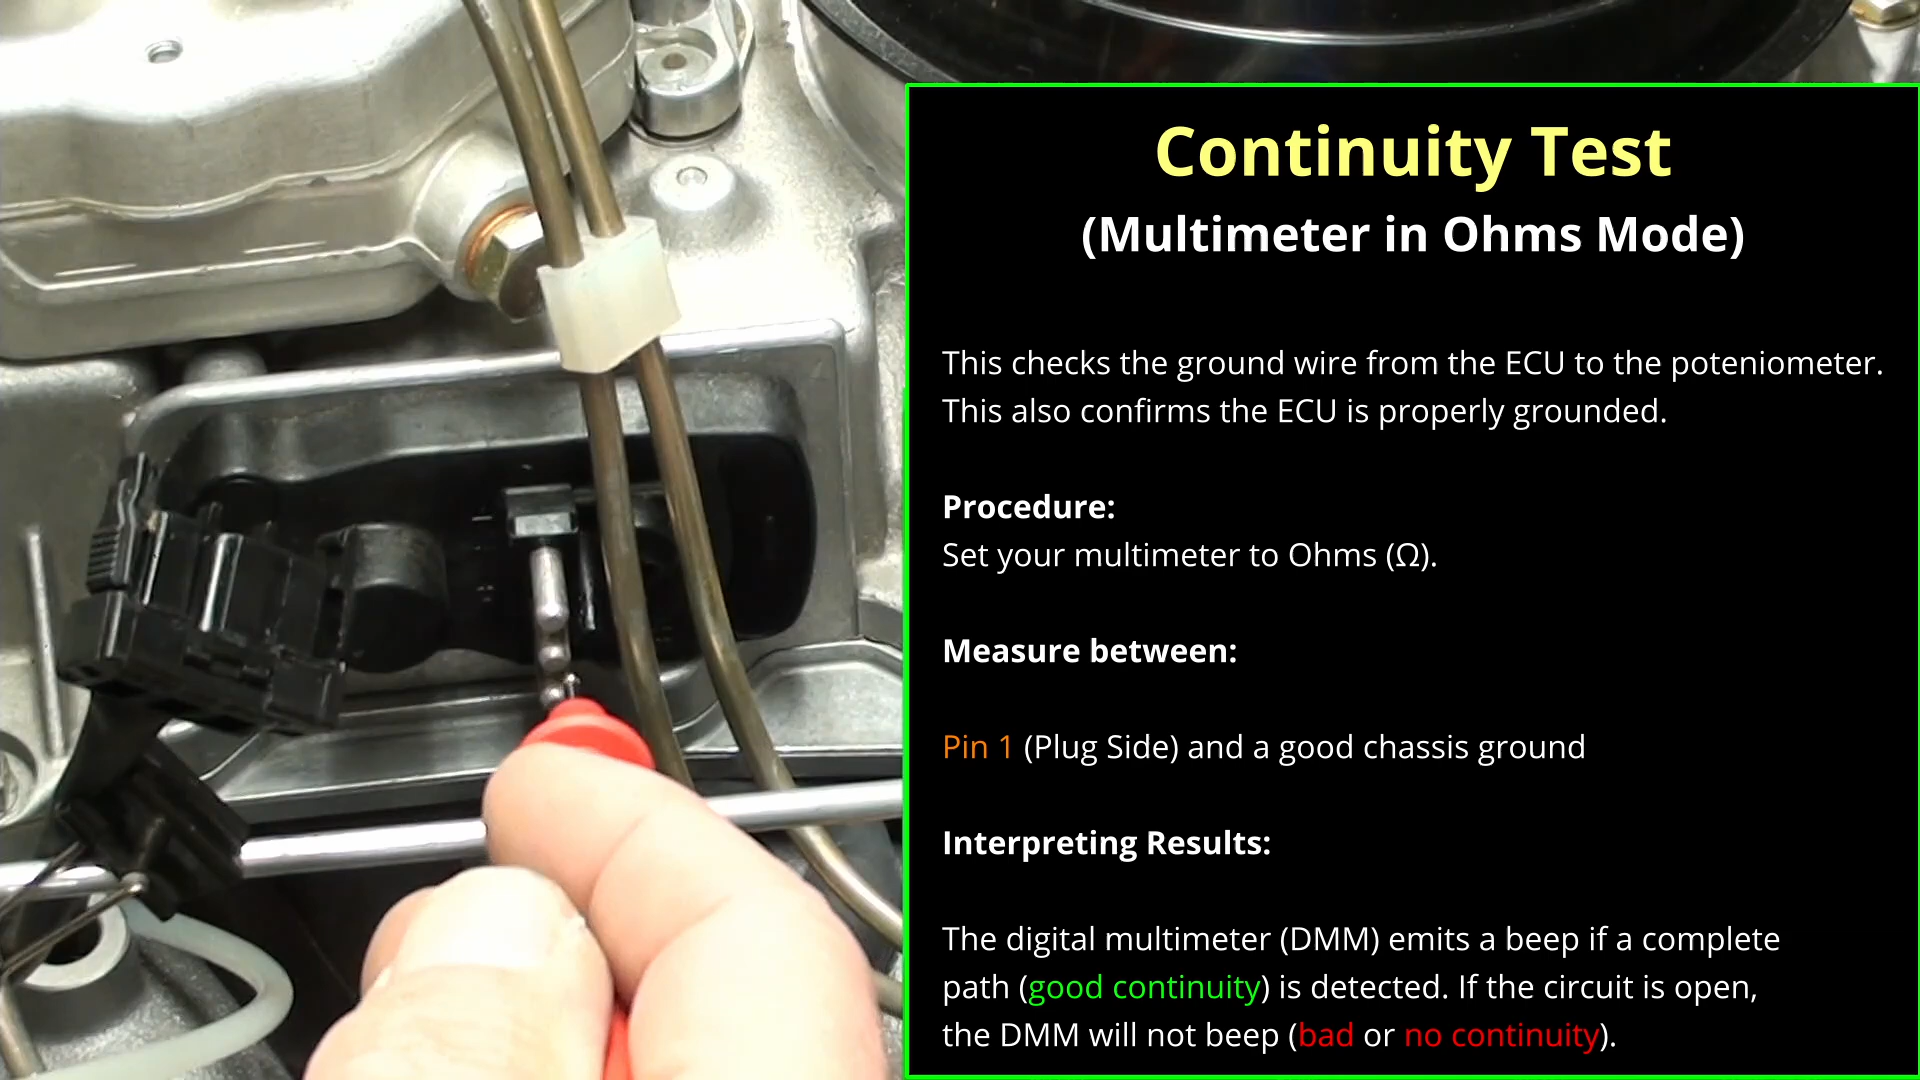 Continuity Test
(Multimeter in Ohms Mode)
This checks the ground wire from the ECU to the poteniometer.
This also confirms the ECU is properly grounded.
Procedure:
Set your multimeter to Ohms (Ω).
Measure between:
Pin 1 (Plug Side) and a good chassis ground
Interpreting Results:
The digital multimeter (DMM) emits a beep if a complete
path (good continuity) is detected. If the circuit is open,
the DMM will not beep (bad or no continuity).